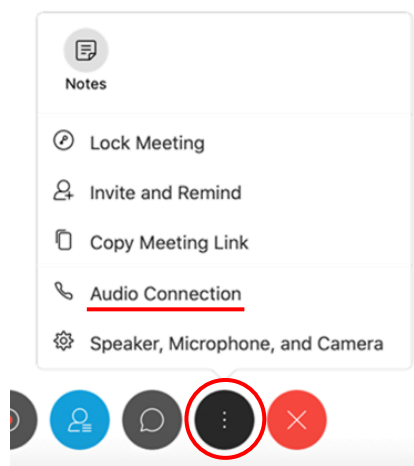 Notes
Lock Meeting
Invite and Remind
Copy Meeting Link
Audio Connection
Speaker, Microphone, and Camera